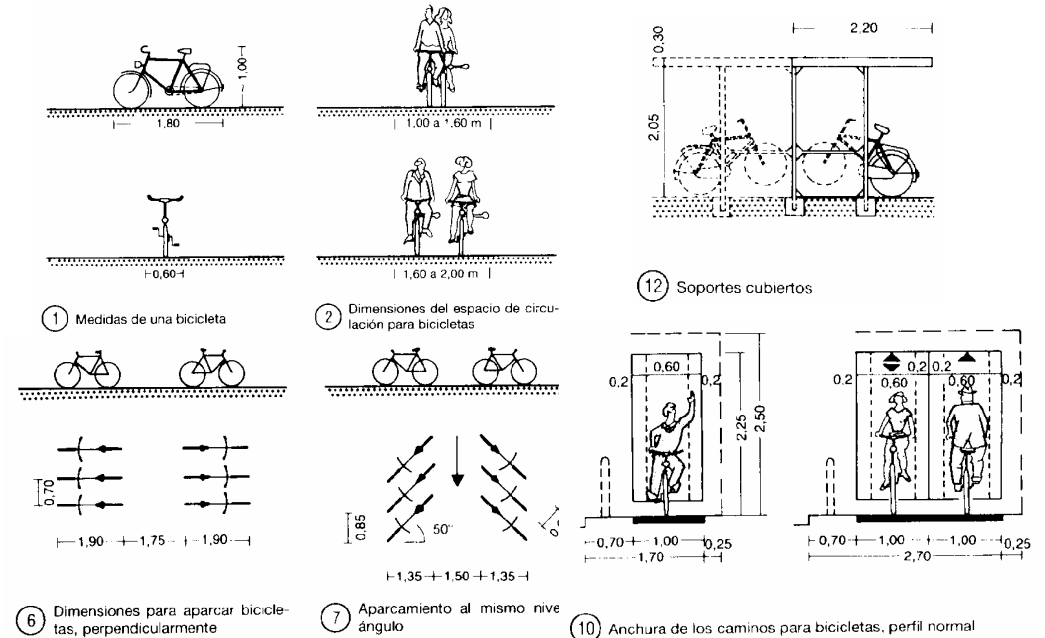 1,80
1,00
0,60
1 Medidas de una bicicleta
1,00 a 1,60 m
1,60 a 2,00 m
2 Dimensiones del espacio de circu-
lación para bicicletas
2,20
0,30
2,05
12 Soportes cubiertos
0,70
1,90 1,75 1,90
6 Dimensiones para aparcar bicicle-
tas, perpendicularmente
0,85
50°
1,35 1,50 1,35
7 Aparcamiento al mismo nive
ángulo
0,60
0,2 0,2
2,25
2,50
0,70 1,00 0,25
1,70
0,2 0,2 0,2 0,2
0,60 0,60
0,70 1,00 1,00 0,25
2,70
10 Anchura de los caminos para bicicletas, perfil normal